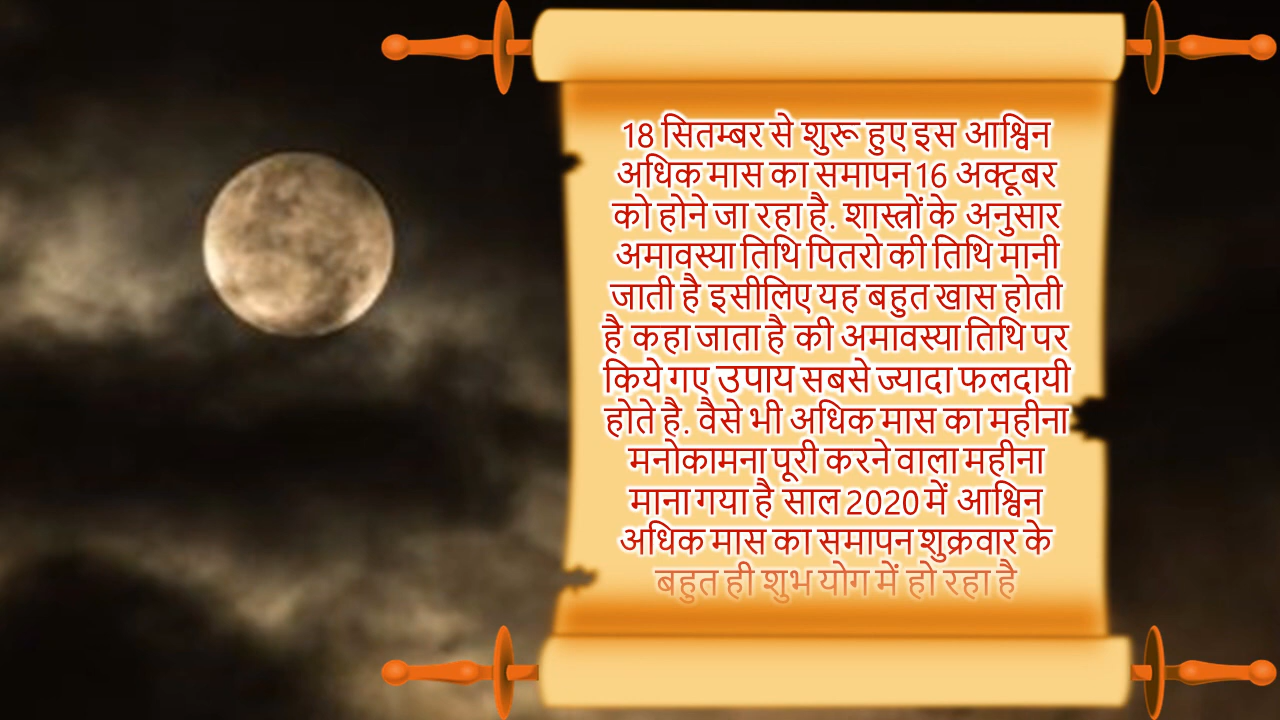 18 सितम्बर से शुरू हुए इस आश्विन
अधिक मास का समापन 16 अक्टूबर
को होने जा रहा है. शास्त्रों के अनुसार
अमावस्या तिथि पितरो की तिथि मानी
जाती है इसीलिए यह बहुत खास होती
है कहा जाता है की अमावस्या तिथि पर
किये गए उपाय सबसे ज्यादा फलदायी
होते है. वैसे भी अधिक मास का महीना
मनोकामना पूरी करने वाला महीना
माना गया है साल 2020 में आश्विन
अधिक मास का समापन शुक्रवार के
बहुत ही शुभ योग में हो रहा है